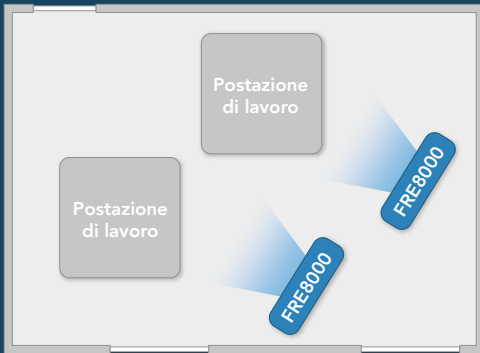 Postazione
di lavoro
FRE8000
Postazione
di lavoro
FRE8000